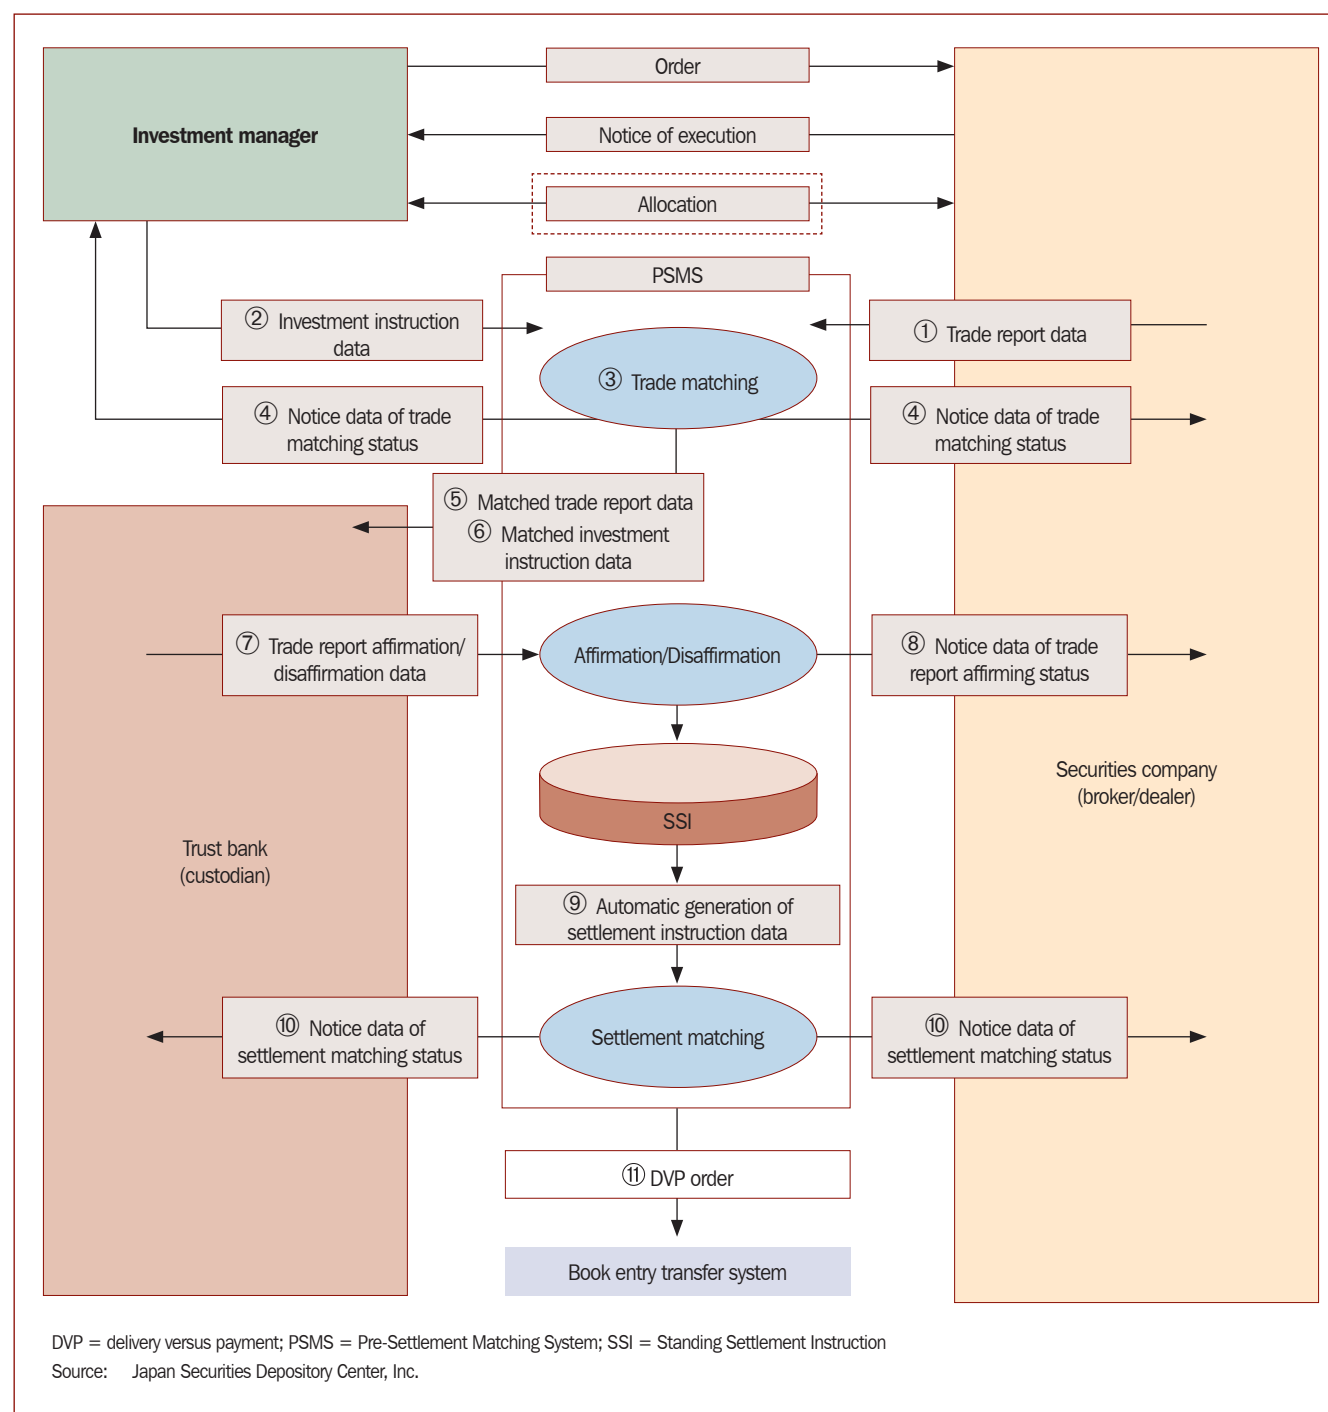 Order
Investment manager
Notice of execution
Allocation
PSMS
② Investment instruction
data
① Trade report data
③ Trade matching
④ Notice data of trade
matching status
④ Notice data of trade
matching status
⑤ Matched trade report data
⑥ Matched investment
instruction data
⑦ Trade report affirmation/
disaffirmation data
Affirmation/Disaffirmation
⑧ Notice data of trade
report affirming status
Securities company
(broker/dealer)
SSI
Trust bank
(custodian)
⑨ Automatic generation of
settlement instruction data
⑩ Notice data of
settlement matching status
Settlement matching
⑩ Notice data of
settlement matching status
⑪ DVP order
Book entry transfer system
DVP = delivery versus payment; PSMS = Pre-Settlement Matching System; SSI = Standing Settlement Instruction
Source: Japan Securities Depository Center, Inc.